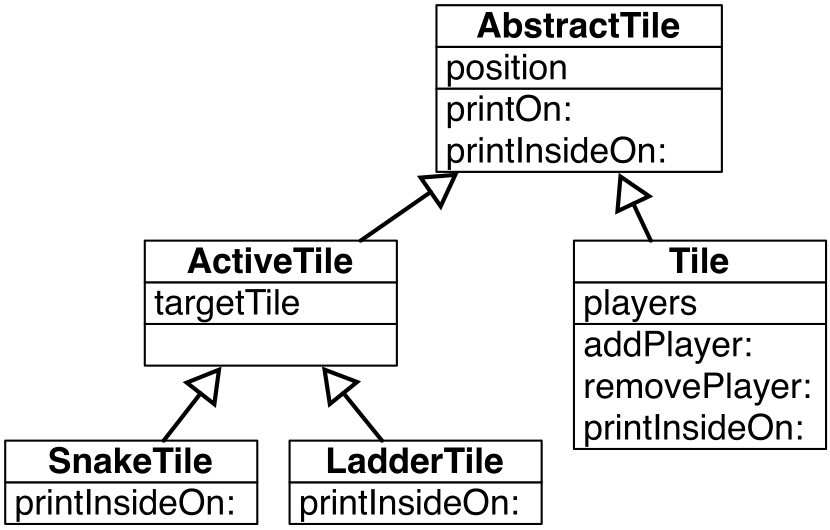 AbstractTile
position
printOn:
printInsideOn:
ActiveTile
targetTile
Tile
players
addPlayer:
removePlayer:
printInsideOn:
SnakeTile
printInsideOn:
LadderTile
printInsideOn: